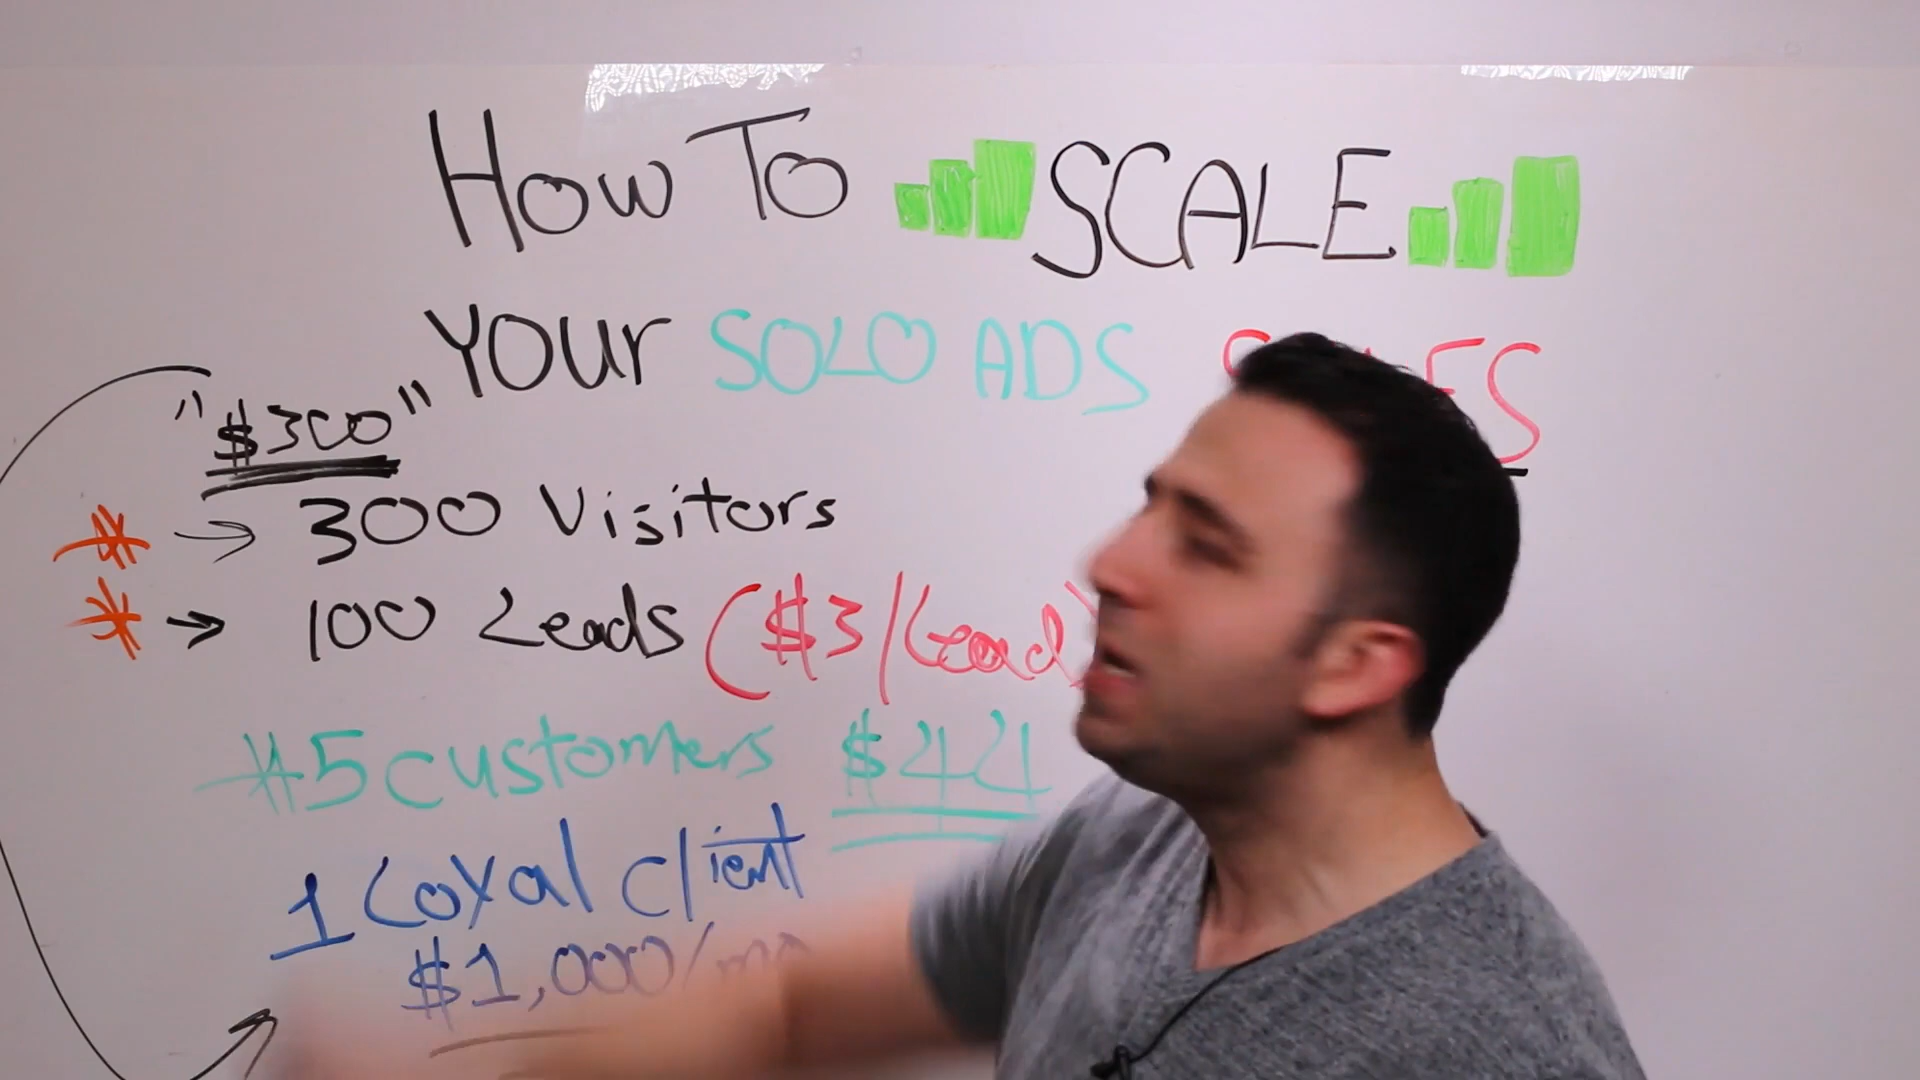 How To SCALE
YOUR SOLO ADS SALES
"$300"
300 Visitors
100 Leads ($3/Lead)
#5 customers $44
1 Loyal client
$1,000/mo